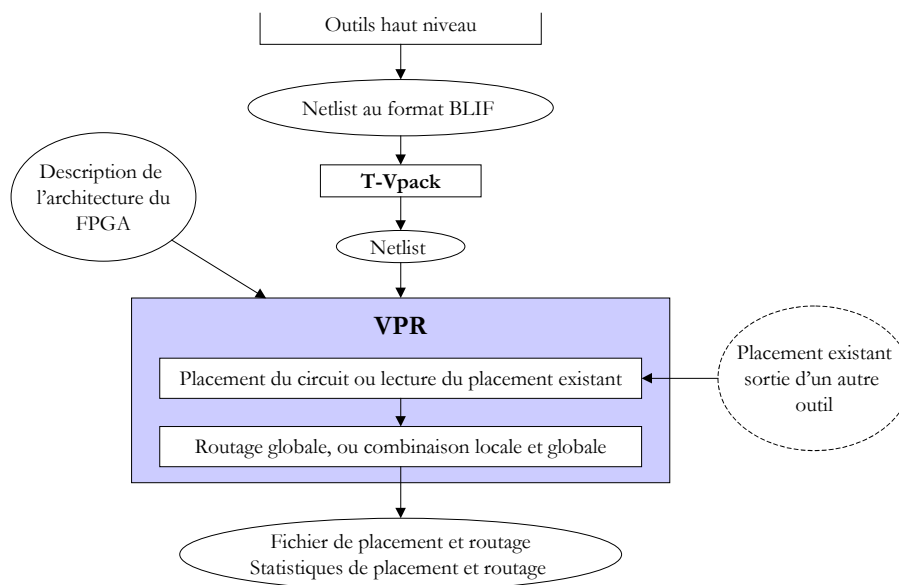 Outils haut niveau
Netlist au format BLIF
Description de
l'architecture du
FPGA
T-Vpack
Netlist
VPR
Placement du circuit ou lecture du placement existant
Placement existant
sortie d'un autre
outil
Routage globale, ou combinaison locale et globale
Fichier de placement et routage
Statistiques de placement et routage